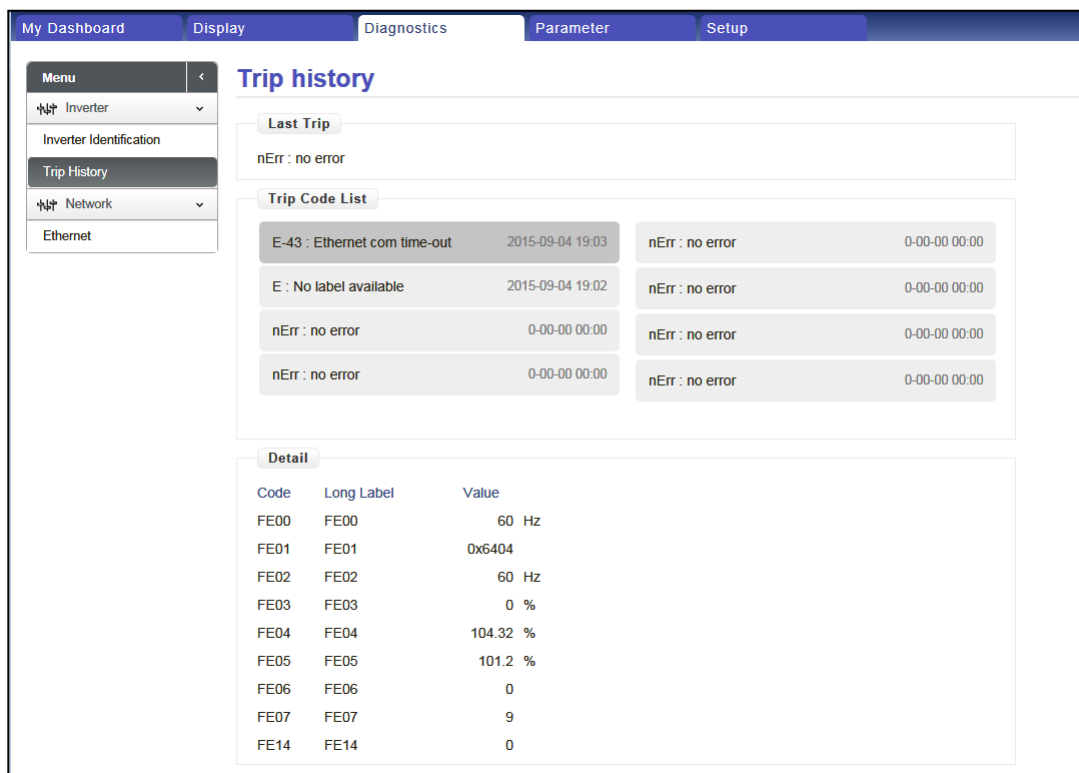 My Dashboard Display Diagnostics Parameter Setup
Menu
Inverter
Inverter Identification
Trip History
Network
Ethernet
Trip history
Last Trip
nErr : no error
Trip Code List
E-43 : Ethernet com time-out 2015-09-04 19:03
E : No label available 2015-09-04 19:02
nErr : no error 0-00-00 00:00
nErr : no error 0-00-00 00:00
nErr : no error 0-00-00 00:00
nErr : no error 0-00-00 00:00
nErr : no error 0-00-00 00:00
nErr : no error 0-00-00 00:00
Detail
Code Long Label Value
FE00 FE00 60 Hz
FE01 FE01 0x6404
FE02 FE02 60 Hz
FE03 FE03 0 %
FE04 FE04 104.32 %
FE05 FE05 101.2 %
FE06 FE06 0
FE07 FE07 9
FE14 FE14 0